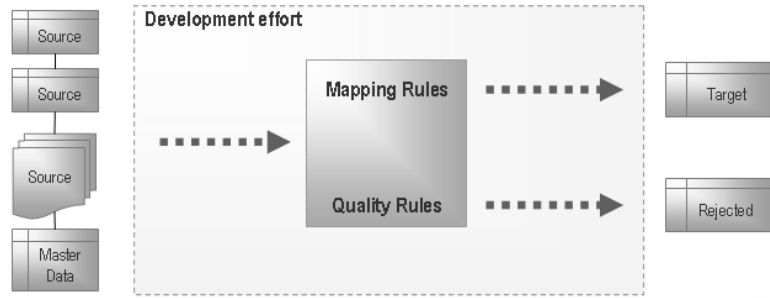 Source
Source
Source
Master
Data
Development effort
Mapping Rules
Quality Rules
Target
Rejected